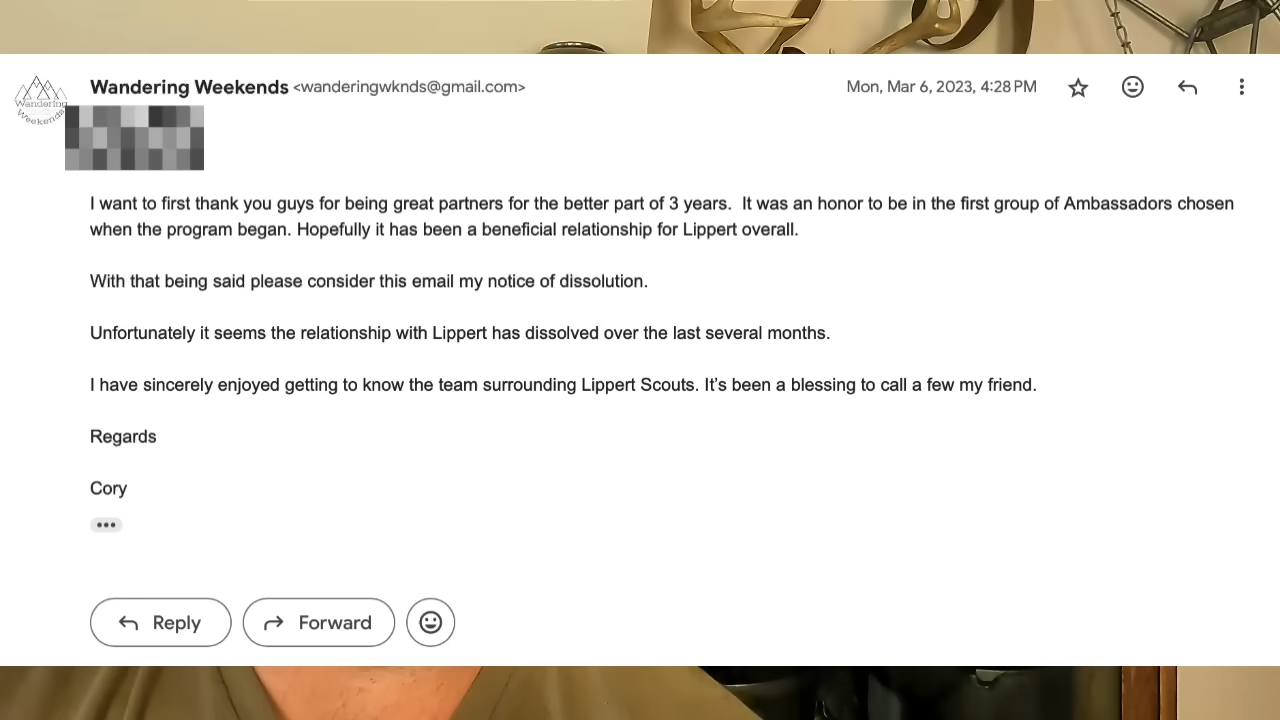 Wandering Weekends <wanderingwknds@gmail.com>
Mon, Mar 6, 2023, 4:28 PM
Wandering
Weekends
I want to first thank you guys for being great partners for the better part of 3 years.  It was an honor to be in the first group of Ambassadors chosen
when the program began. Hopefully it has been a beneficial relationship for Lippert overall.
With that being said please consider this email my notice of dissolution.
Unfortunately it seems the relationship with Lippert has dissolved over the last several months.
I have sincerely enjoyed getting to know the team surrounding Lippert Scouts. It’s been a blessing to call a few my friend.
Regards
Cory
Reply
Forward